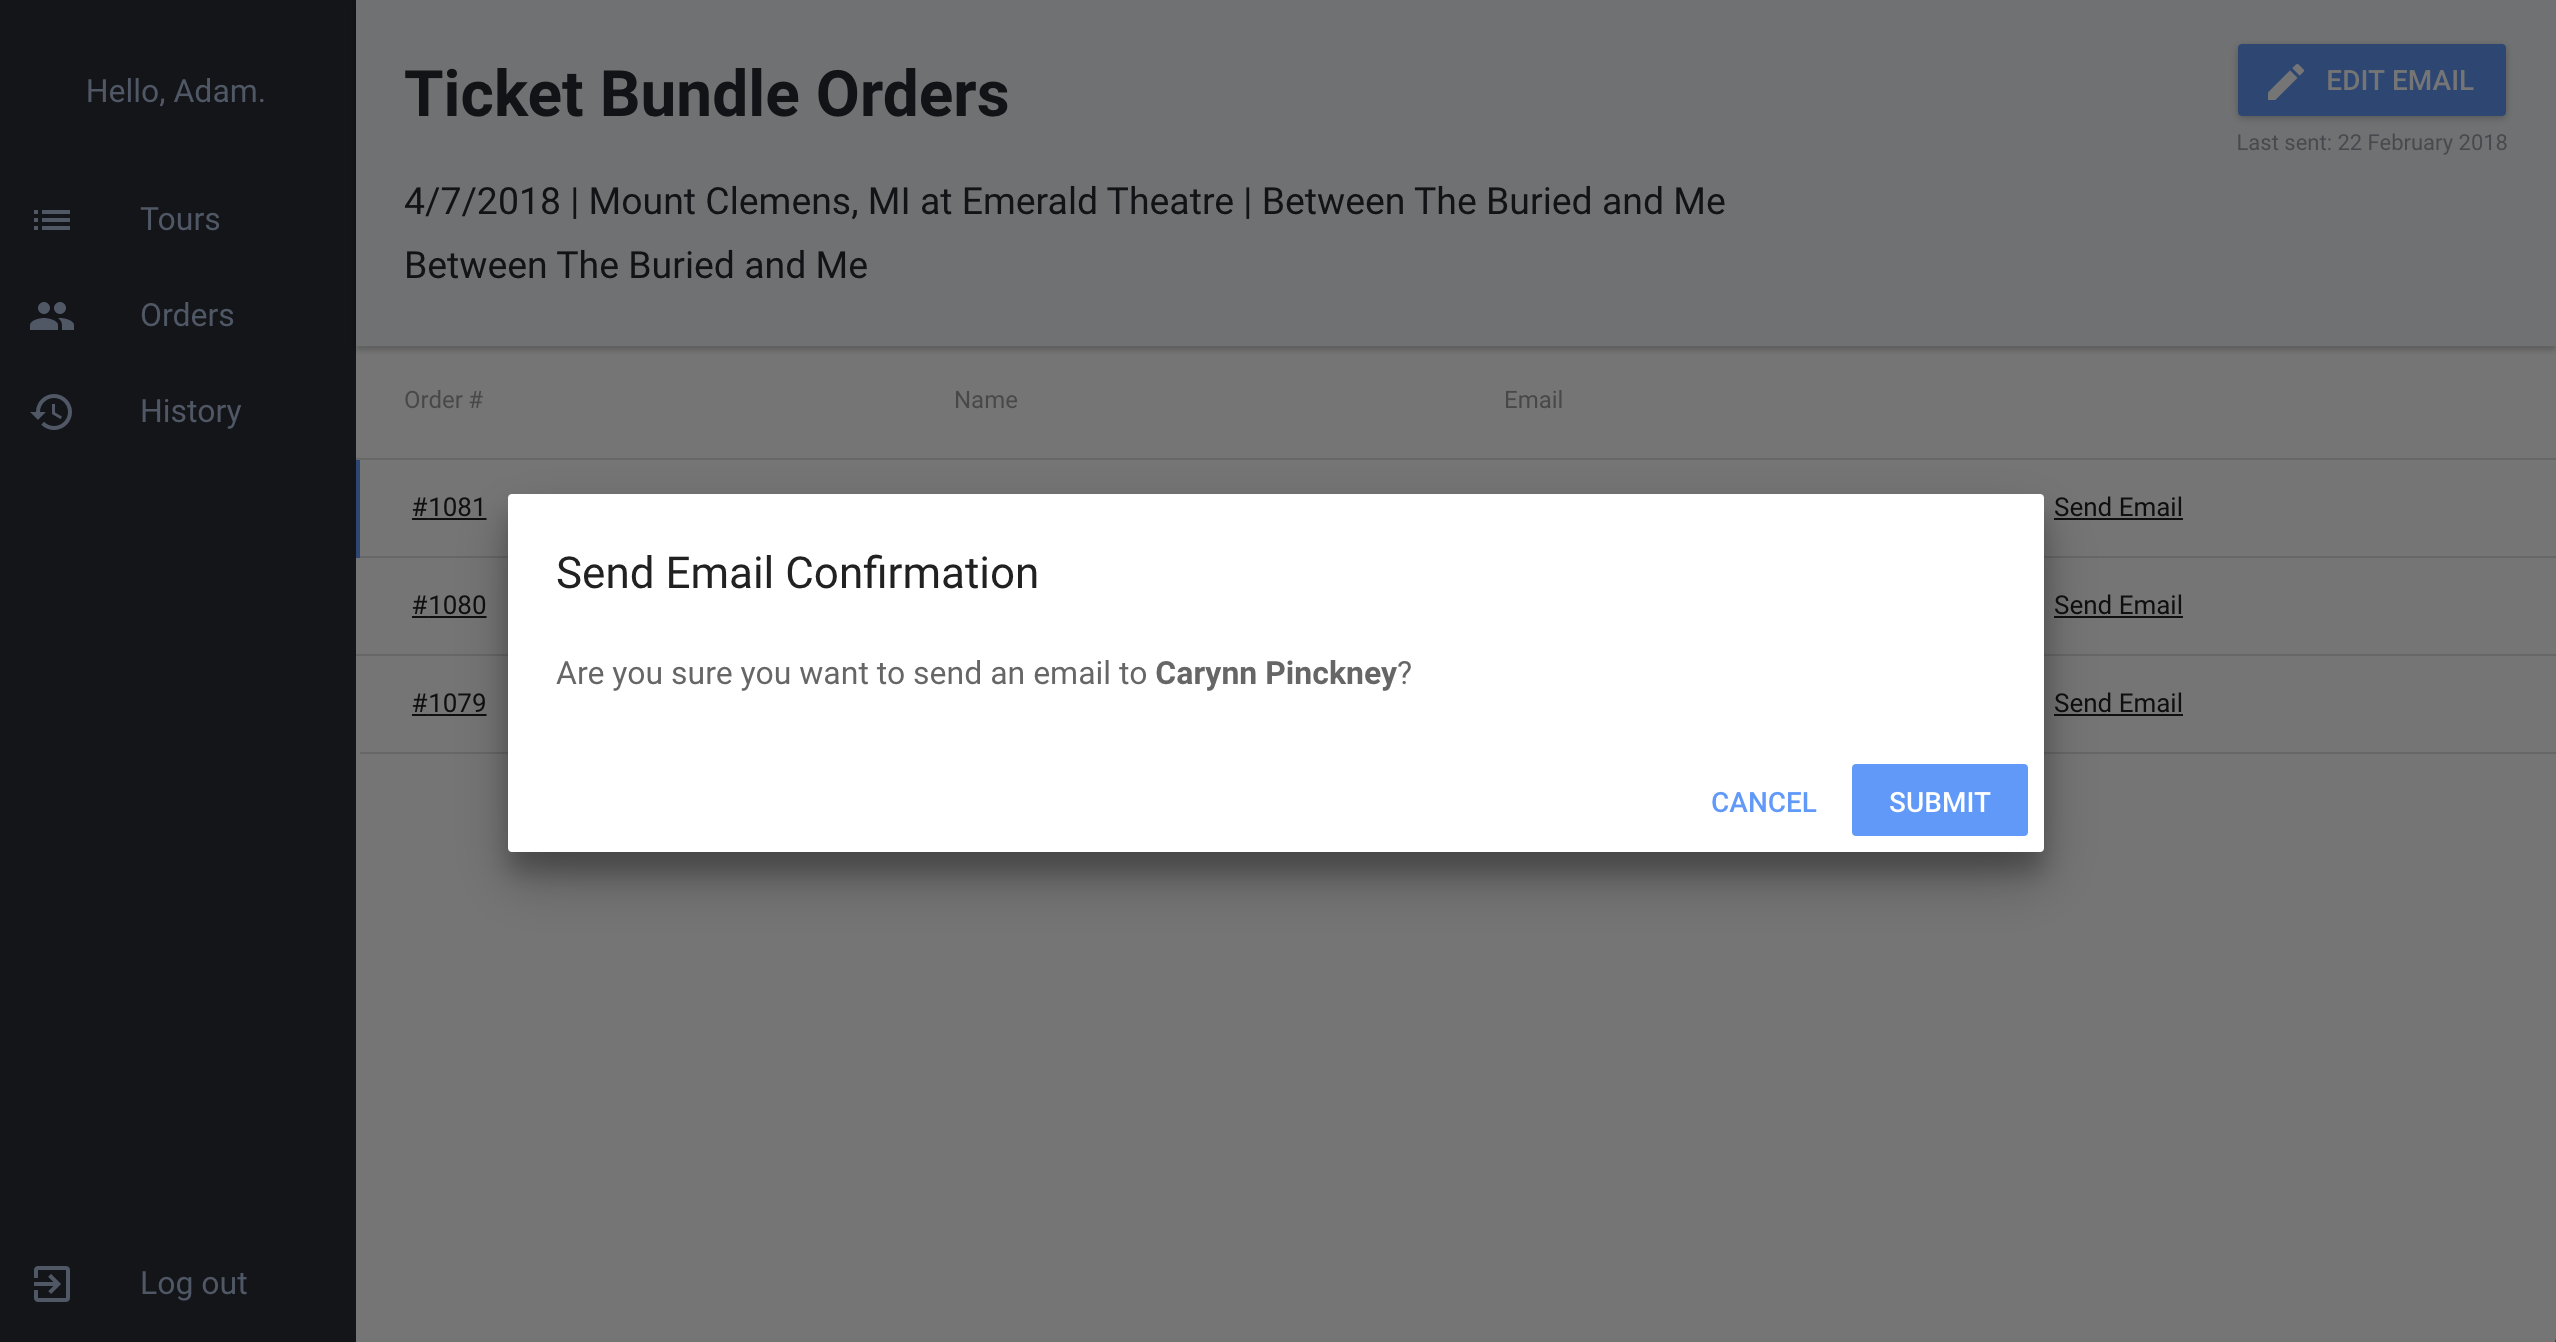 Hello, Adam.
Tours
Orders
History
Log out
Ticket Bundle Orders
EDIT EMAIL
Last sent: 22 February 2018
4/7/2018 | Mount Clemens, MI at Emerald Theatre | Between The Buried and Me
Between The Buried and Me
Order # Name Email
#1081 Send Email
#1080 Send Email
#1079 Send Email
Send Email Confirmation
Are you sure you want to send an email to Carynn Pinckney?
CANCEL SUBMIT